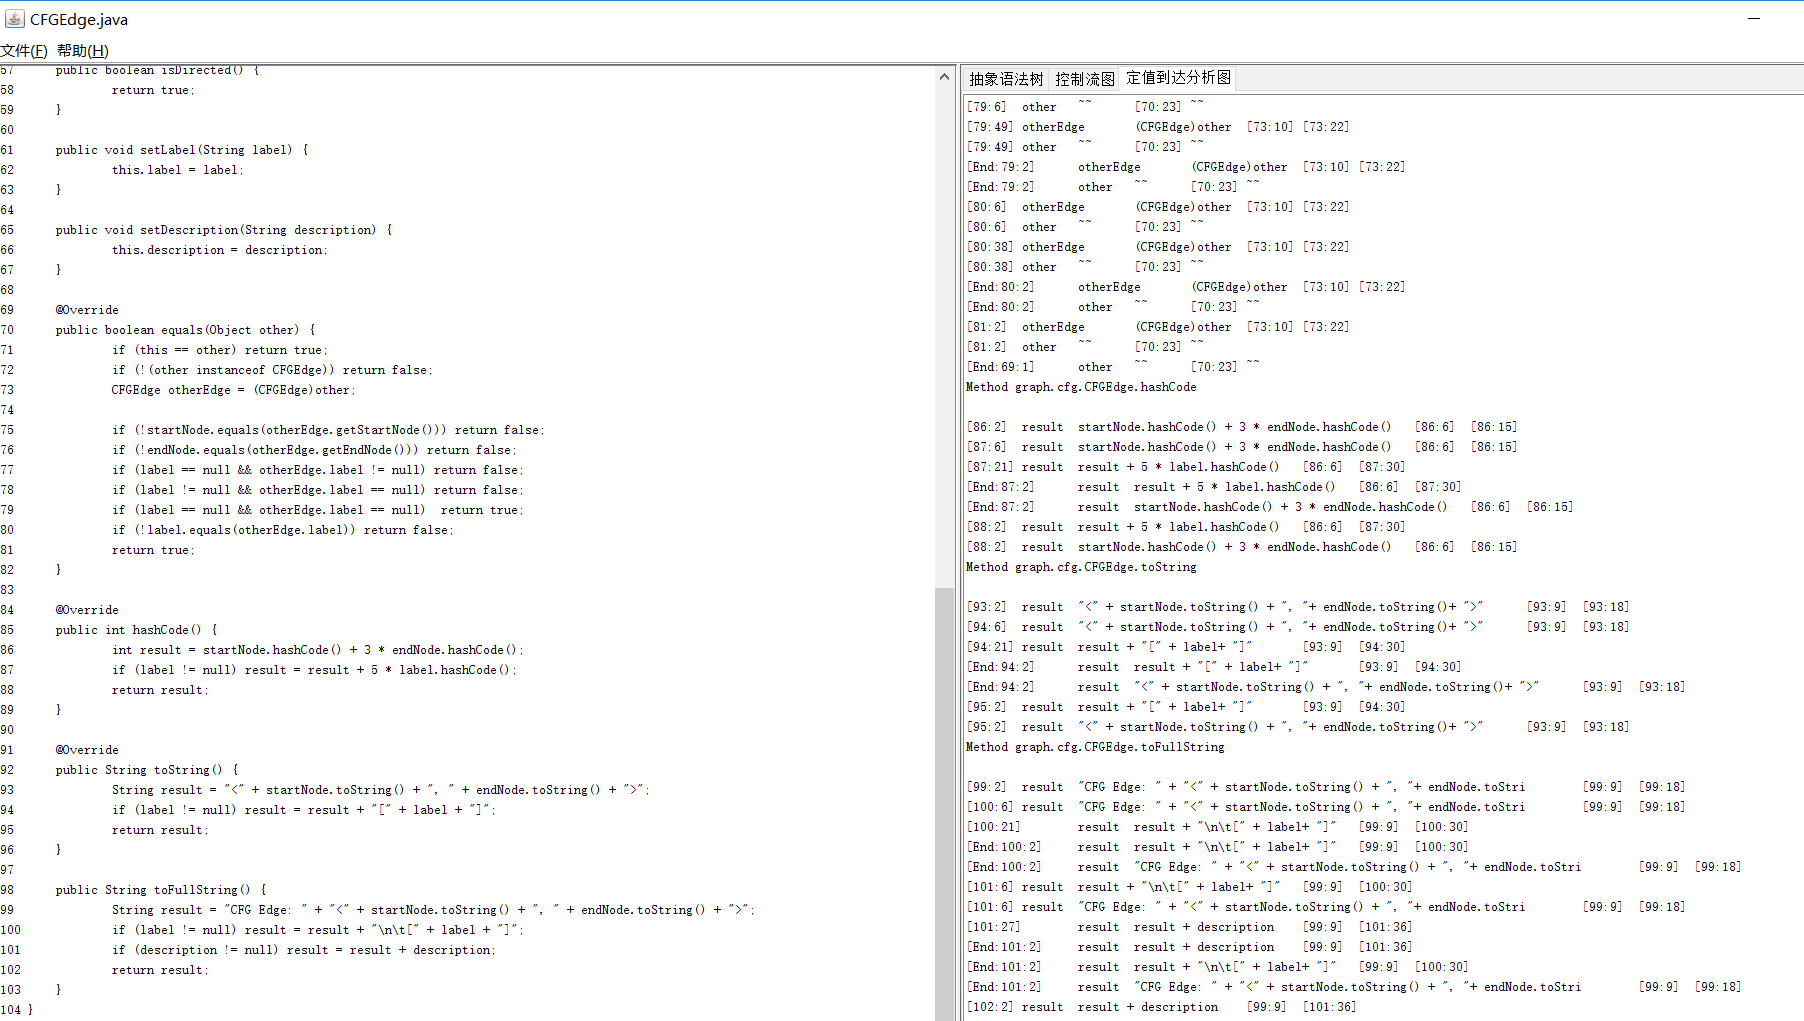 CFGEdge.java
文件(F) 帮助(H)
57 public boolean isDirected() {
58 return true;
59 }
60
61 public void setLabel(String label) {
62 this.label = label;
63 }
64
65 public void setDescription(String description) {
66 this.description = description;
67 }
68
69 @Override
70 public boolean equals(Object other) {
71 if (this == other) return true;
72 if (!(other instanceof CFGEdge)) return false;
73 CFGEdge otherEdge = (CFGEdge)other;
74
75 if (!startNode.equals(otherEdge.getStartNode())) return false;
76 if (!endNode.equals(otherEdge.getEndNode())) return false;
77 if (label == null && otherEdge.label != null) return false;
78 if (label != null && otherEdge.label == null) return false;
79 if (label == null && otherEdge.label == null)  return true;
80 if (!label.equals(otherEdge.label)) return false;
81 return true;
82 }
83
84 @Override
85 public int hashCode() {
86 int result = startNode.hashCode() + 3 * endNode.hashCode();
87 if (label != null) result = result + 5 * label.hashCode();
88 return result;
89 }
90
91 @Override
92 public String toString() {
93 String result = "<" + startNode.toString() + ", " + endNode.toString() + ">";
94 if (label != null) result = result + "[" + label + "]";
95 return result;
96 }
97
98 public String toFullString() {
99 String result = "CFG Edge: " + "<" + startNode.toString() + ", " + endNode.toString() + ">";
100 if (label != null) result = result + "\n\t[" + label + "]";
101 if (description != null) result = result + description;
102 return result;
103 }
104 }
抽象语法树 控制流图 定值到达分析图
[79:6] other ~~ [70:23] ~~
[79:49] otherEdge (CFGEdge)other [73:10] [73:22]
[79:49] other ~~ [70:23] ~~
[End:79:2] otherEdge (CFGEdge)other [73:10] [73:22]
[End:79:2] other ~~ [70:23] ~~
[80:6] otherEdge (CFGEdge)other [73:10] [73:22]
[80:6] other ~~ [70:23] ~~
[80:38] otherEdge (CFGEdge)other [73:10] [73:22]
[80:38] other ~~ [70:23] ~~
[End:80:2] otherEdge (CFGEdge)other [73:10] [73:22]
[End:80:2] other ~~ [70:23] ~~
[81:2] otherEdge (CFGEdge)other [73:10] [73:22]
[81:2] other ~~ [70:23] ~~
[End:69:1] other ~~ [70:23] ~~
Method graph.cfg.CFGEdge.hashCode
[86:2] result startNode.hashCode() + 3 * endNode.hashCode() [86:6] [86:15]
[87:6] result startNode.hashCode() + 3 * endNode.hashCode() [86:6] [86:15]
[87:21] result result + 5 * label.hashCode() [86:6] [87:30]
[End:87:2] result result + 5 * label.hashCode() [86:6] [87:30]
[End:87:2] result startNode.hashCode() + 3 * endNode.hashCode() [86:6] [86:15]
[88:2] result result + 5 * label.hashCode() [86:6] [87:30]
[88:2] result startNode.hashCode() + 3 * endNode.hashCode() [86:6] [86:15]
Method graph.cfg.CFGEdge.toString
[93:2] result "<" + startNode.toString() + ", "+ endNode.toString()+ ">" [93:9] [93:18]
[94:6] result "<" + startNode.toString() + ", "+ endNode.toString()+ ">" [93:9] [93:18]
[94:21] result result + "[" + label+ "]" [93:9] [94:30]
[End:94:2] result result + "[" + label+ "]" [93:9] [94:30]
[End:94:2] result "<" + startNode.toString() + ", "+ endNode.toString()+ ">" [93:9] [93:18]
[95:2] result result + "[" + label+ "]" [93:9] [94:30]
[95:2] result "<" + startNode.toString() + ", "+ endNode.toString()+ ">" [93:9] [93:18]
Method graph.cfg.CFGEdge.toFullString
[99:2] result "CFG Edge: " + "<" + startNode.toString() + ", "+ endNode.toStri [99:9] [99:18]
[100:6] result "CFG Edge: " + "<" + startNode.toString() + ", "+ endNode.toStri [99:9] [99:18]
[100:21] result result + "\n\t[" + label+ "]" [99:9] [100:30]
[End:100:2] result result + "\n\t[" + label+ "]" [99:9] [100:30]
[End:100:2] result "CFG Edge: " + "<" + startNode.toString() + ", "+ endNode.toStri [99:9] [99:18]
[101:6] result result + "\n\t[" + label+ "]" [99:9] [100:30]
[101:6] result "CFG Edge: " + "<" + startNode.toString() + ", "+ endNode.toStri [99:9] [99:18]
[101:27] result result + description [99:9] [101:36]
[End:101:2] result result + description [99:9] [101:36]
[End:101:2] result result + "\n\t[" + label+ "]" [99:9] [100:30]
[End:101:2] result "CFG Edge: " + "<" + startNode.toString() + ", "+ endNode.toStri [99:9] [99:18]
[102:2] result result + description [99:9] [101:36]